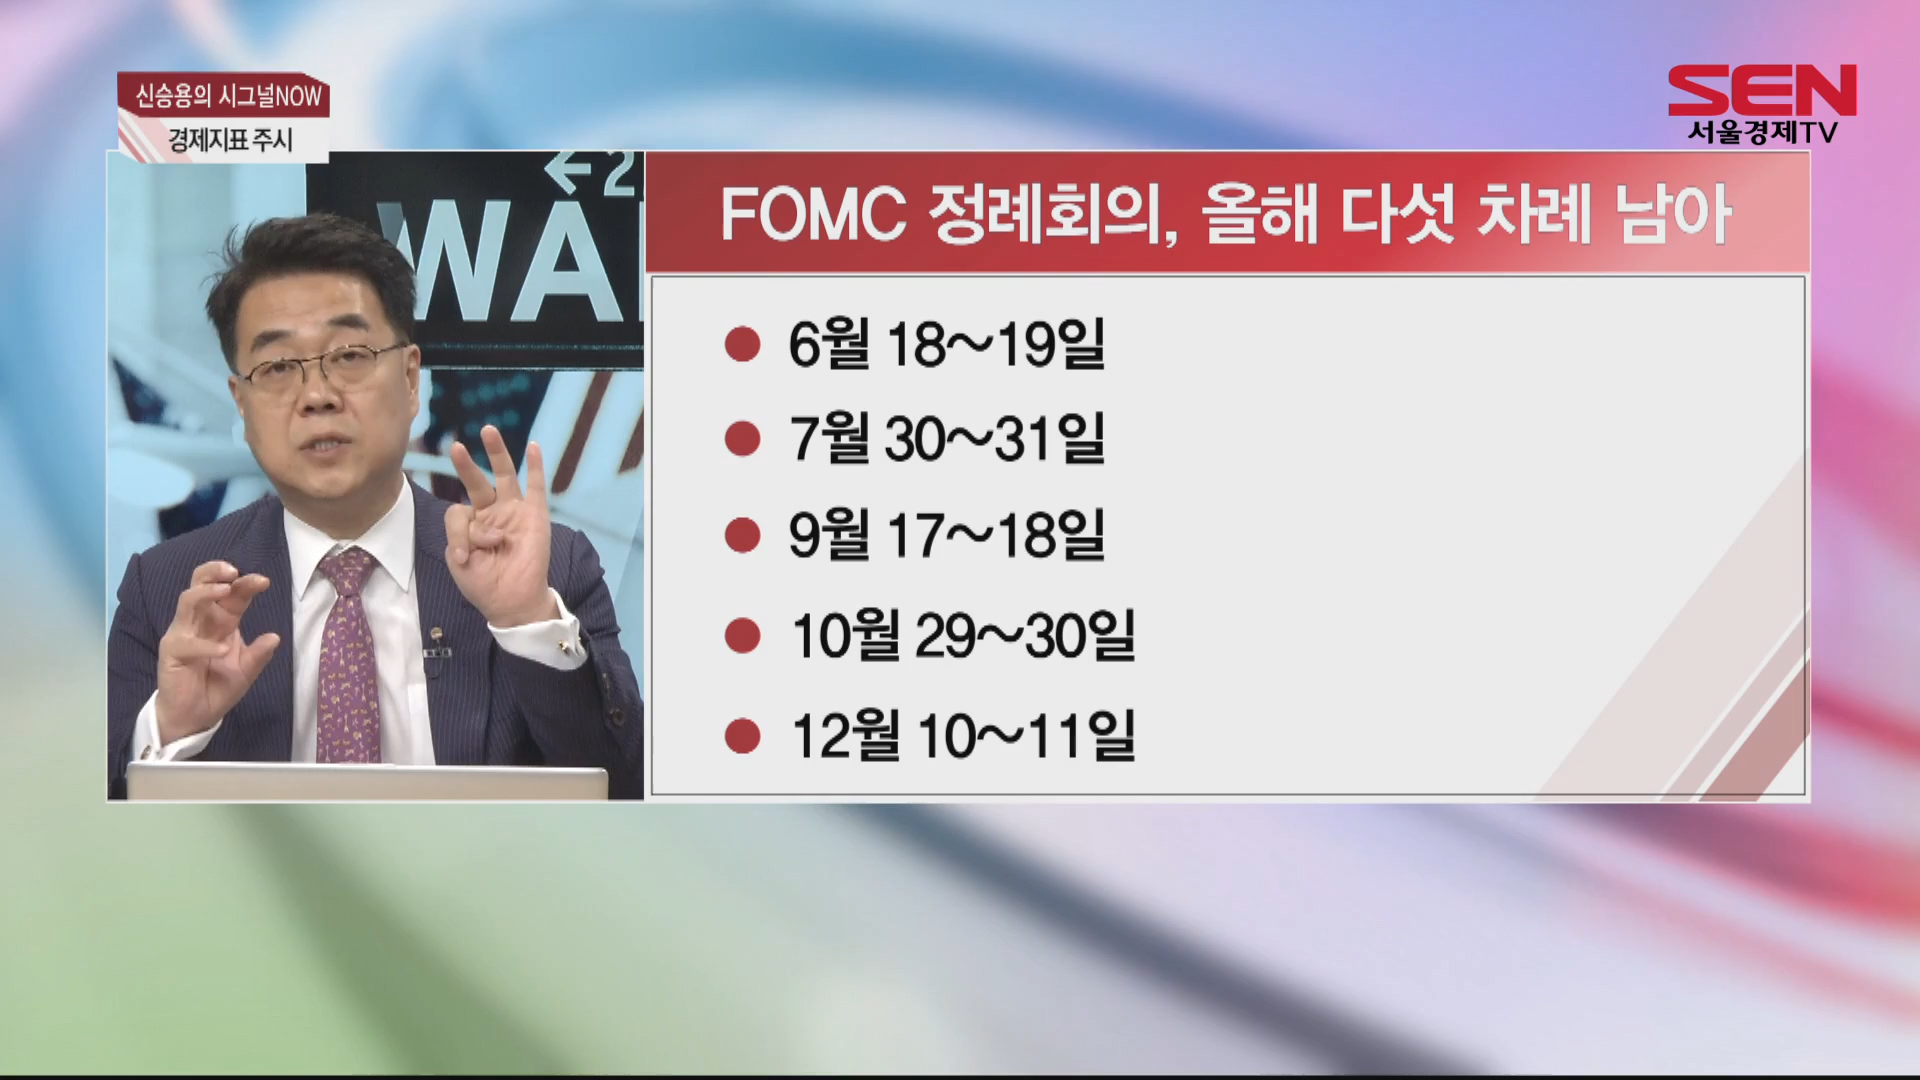 신승용의 시그널NOW
경제지표 주시
SEN
서울경제TV
←2
WA
FOMC 정례회의, 올해 다섯 차례 남아
6월 18~19일
7월 30~31일
9월 17~18일
10월 29~30일
12월 10~11일